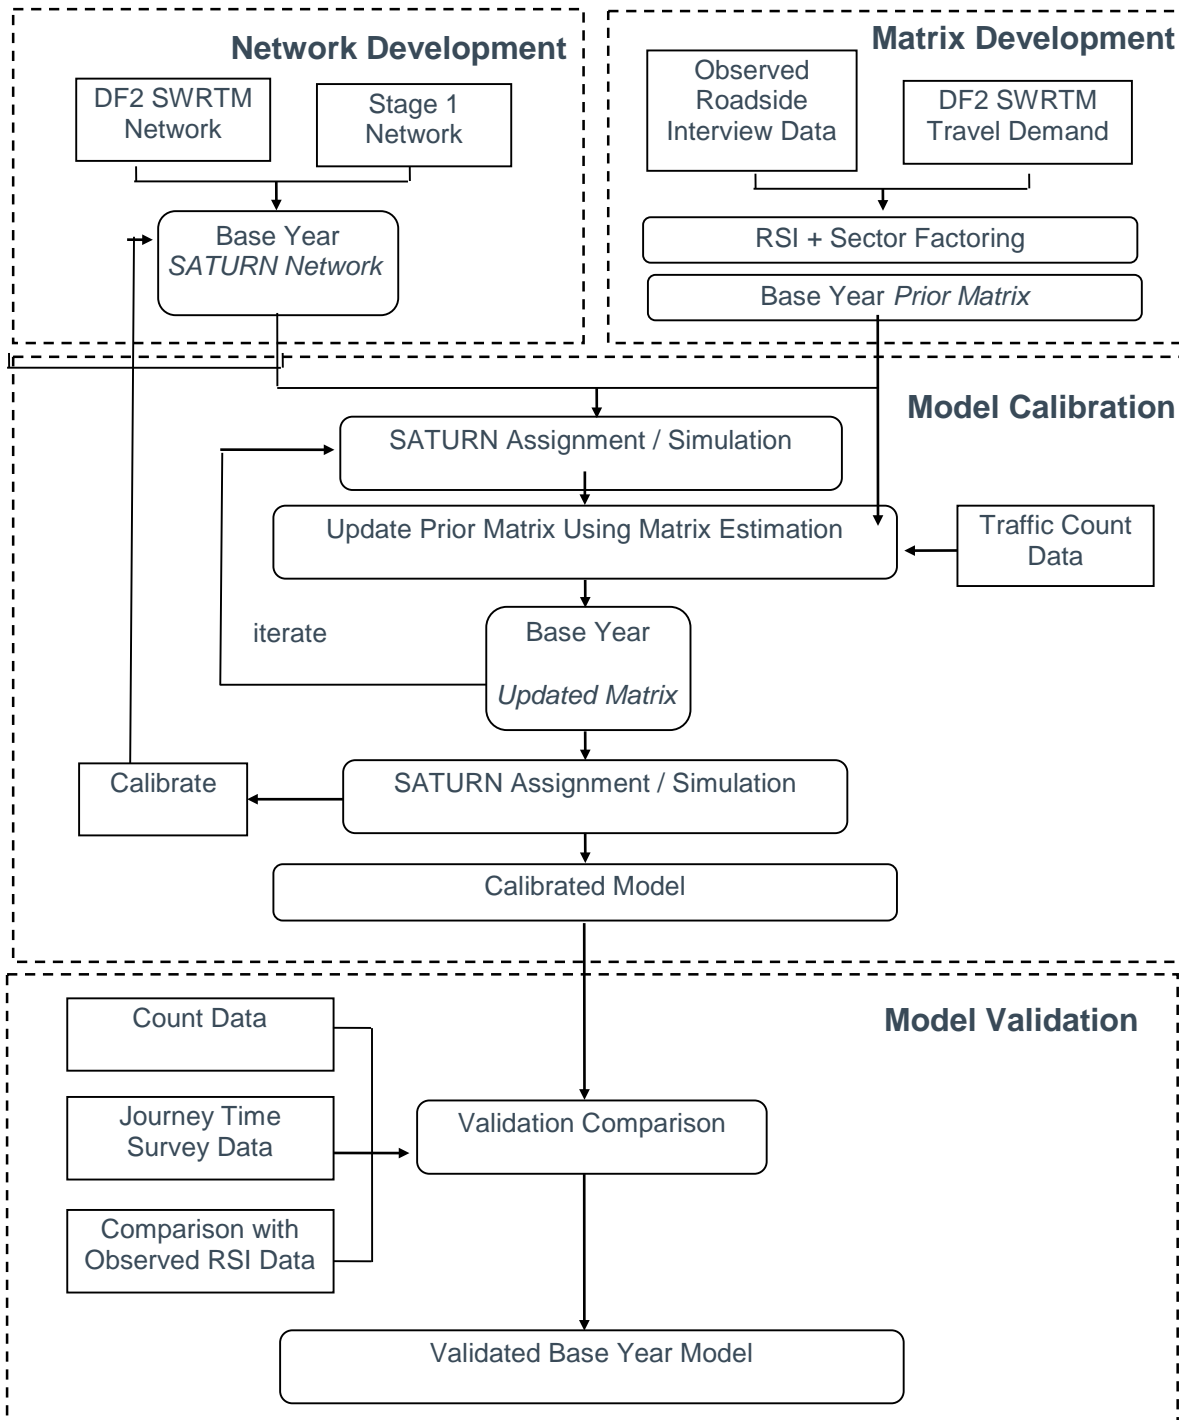 Network Development
DF2 SWRTM
Network
Stage 1
Network
Base Year
SATURN Network
Matrix Development
Observed
Roadside
Interview Data
DF2 SWRTM
Travel Demand
RSI + Sector Factoring
Base Year Prior Matrix
Model Calibration
SATURN Assignment / Simulation
Update Prior Matrix Using Matrix Estimation
Traffic Count
Data
iterate
Base Year
Updated Matrix
Calibrate
SATURN Assignment / Simulation
Calibrated Model
Model Validation
Count Data
Journey Time
Survey Data
Validation Comparison
Comparison with
Observed RSI Data
Validated Base Year Model